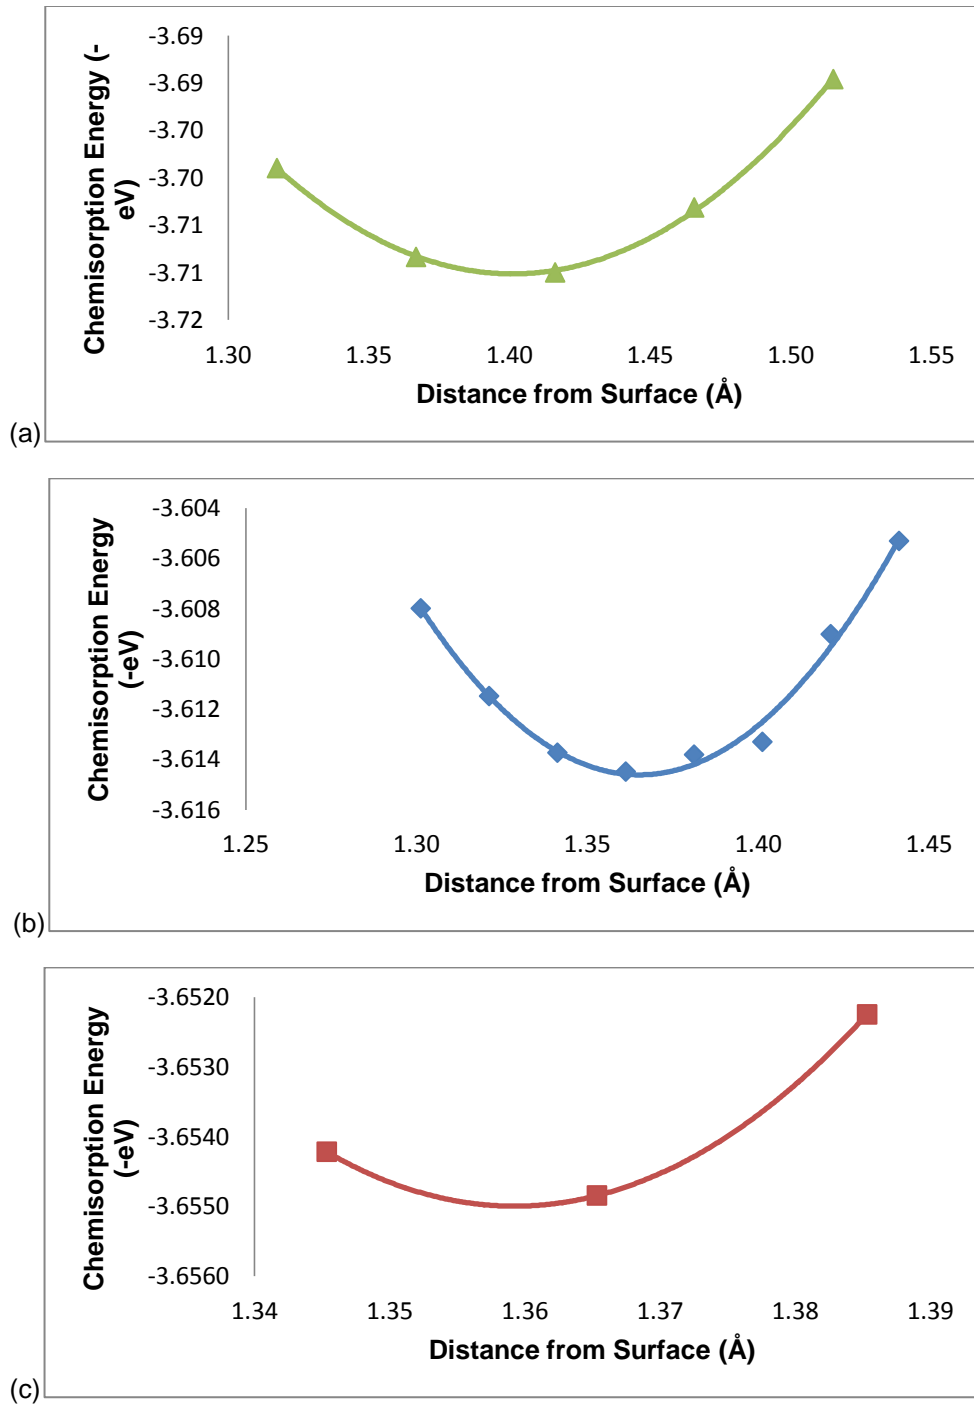 Chemisorption Energy (-
eV)
-3.69
-3.69
-3.70
-3.70
-3.71
-3.71
-3.72
1.30 1.35 1.40 1.45 1.50 1.55
Distance from Surface (Å)
(a)
Chemisorption Energy
(-eV)
-3.604
-3.606
-3.608
-3.610
-3.612
-3.614
-3.616
1.25 1.30 1.35 1.40 1.45
Distance from Surface (Å)
(b)
Chemisorption Energy
(-eV)
-3.6520
-3.6530
-3.6540
-3.6550
-3.6560
1.34 1.35 1.36 1.37 1.38 1.39
Distance from Surface (Å)
(c)